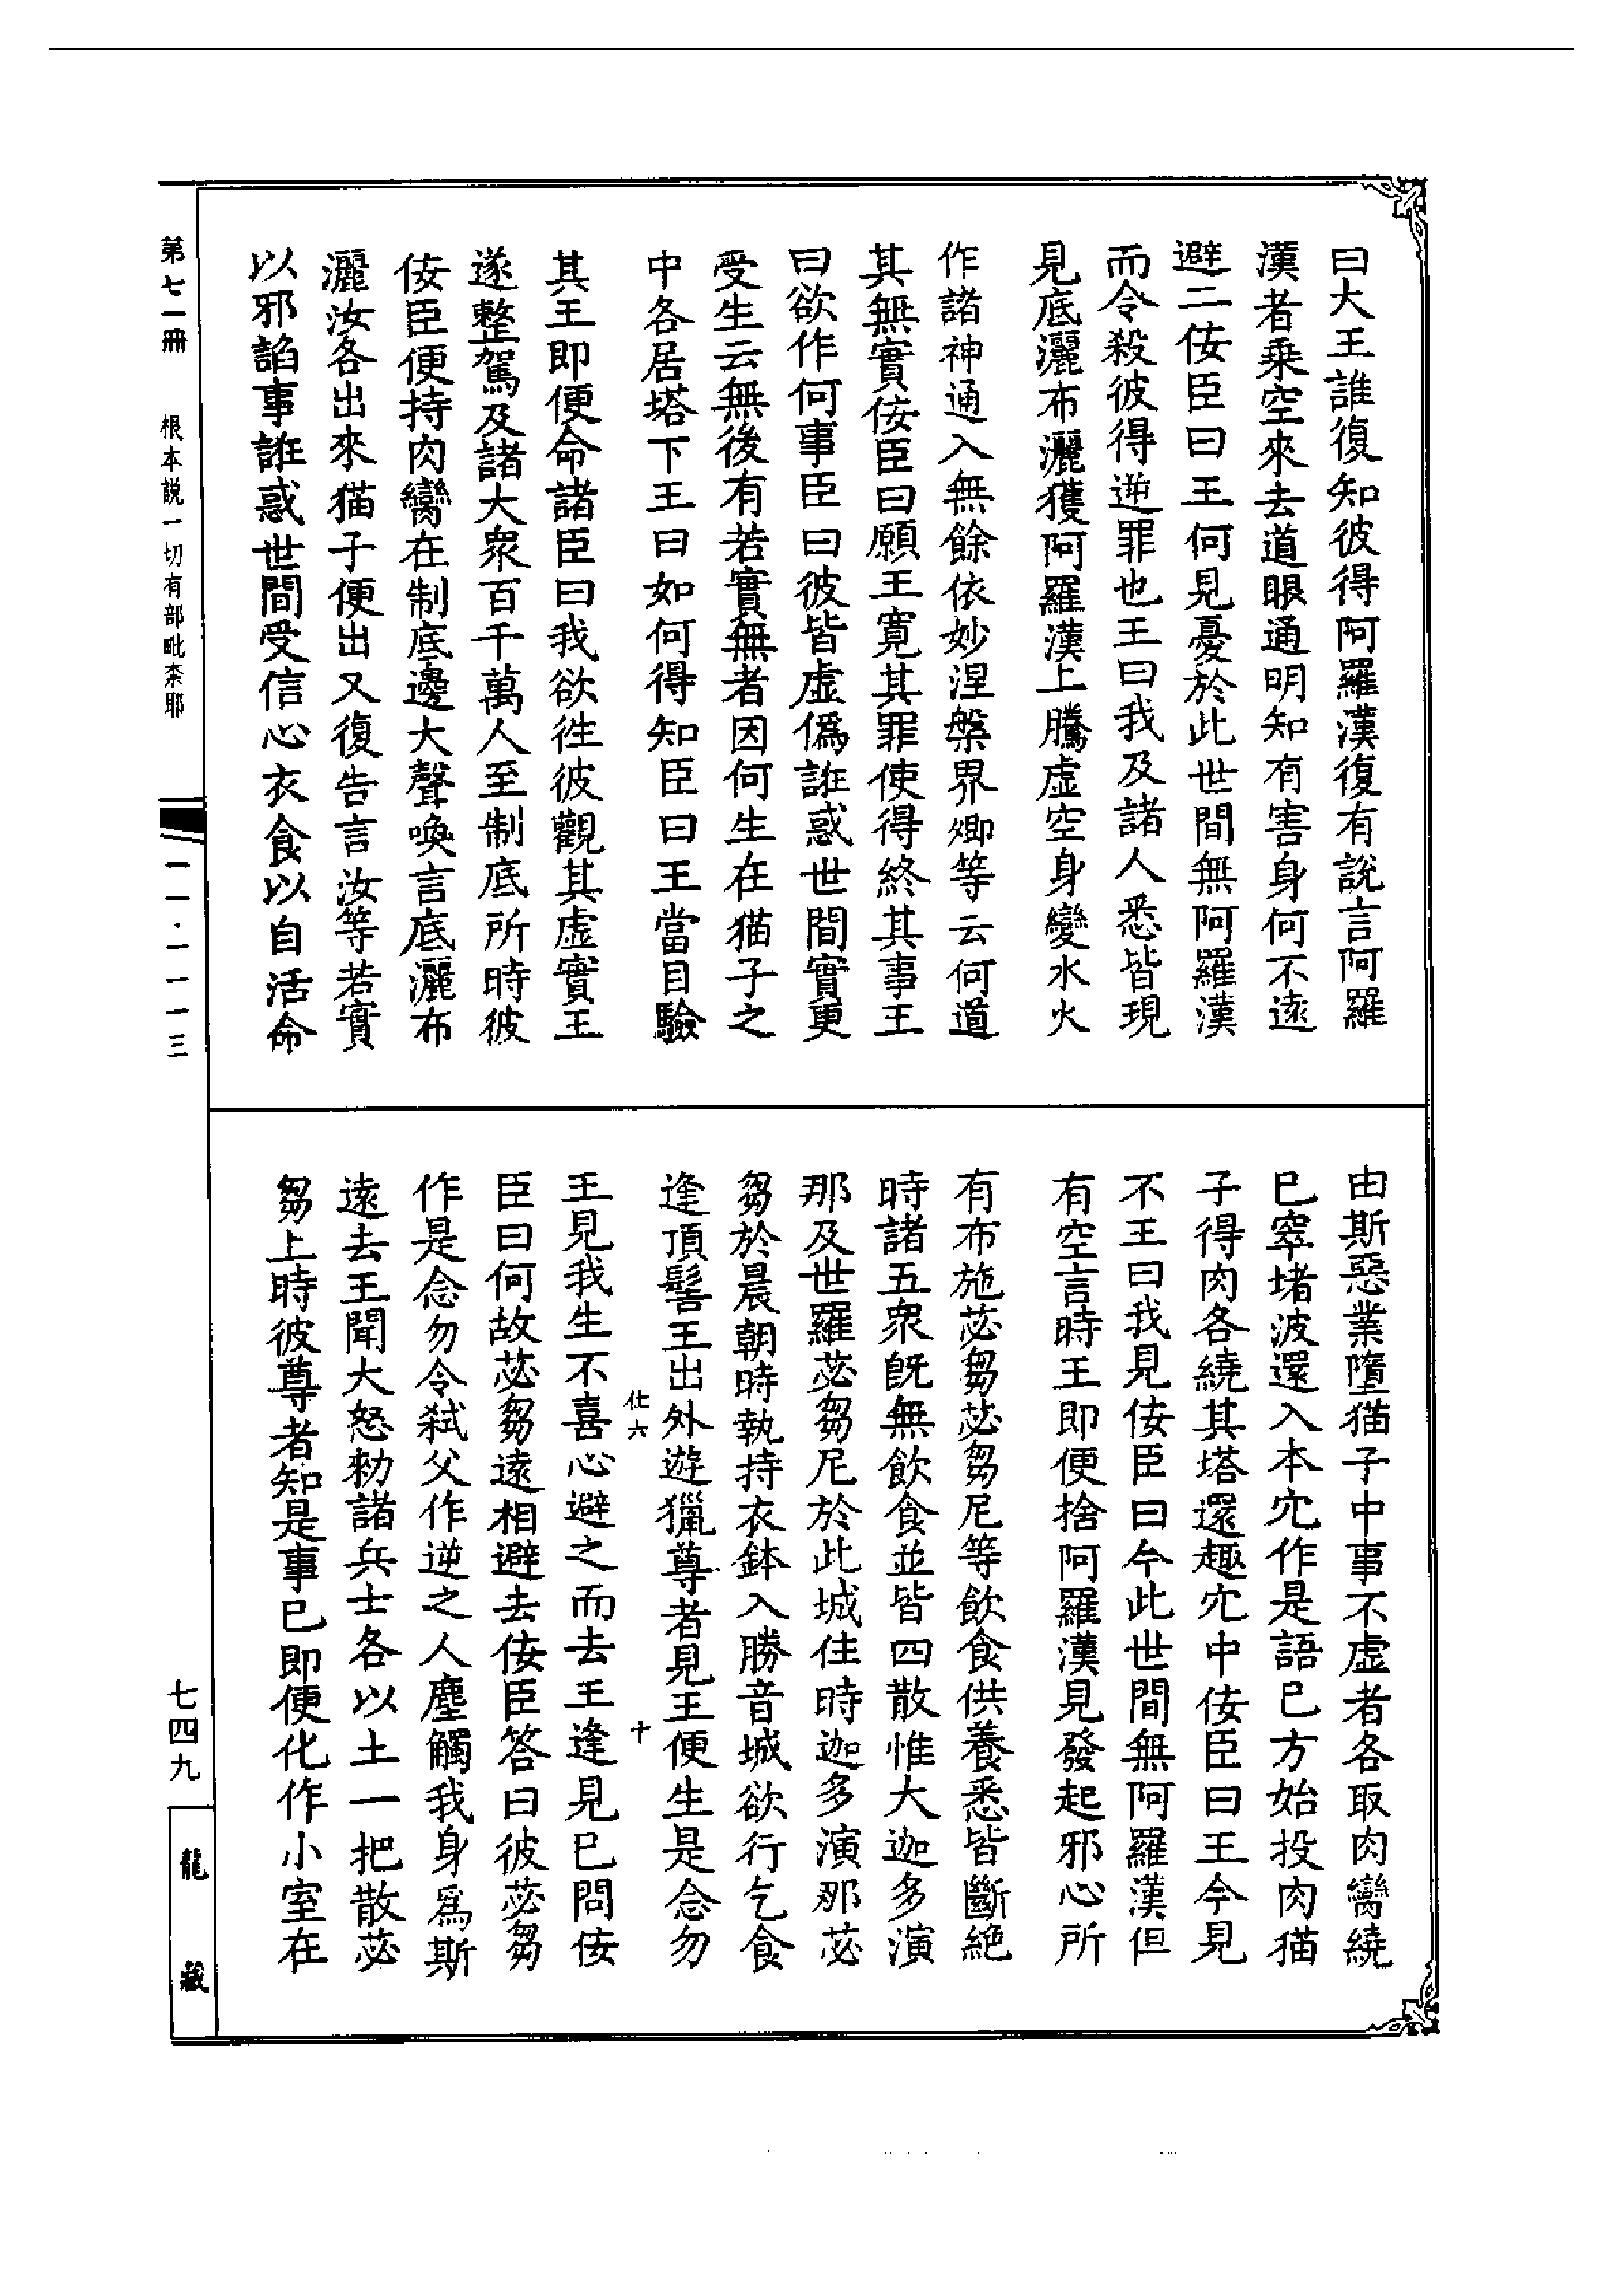 曰大王誰復知彼得阿羅漢復有說言阿羅
漢者乘空來去道眼通明知有害身何不遠
避二佞臣曰王何見憂於此世間無阿羅漢
而令殺彼得逆罪也王曰我及諸人悉皆現
見底灑布灑獲阿羅漢上騰虛空身變水火
作諸神通入無餘依妙涅槃界卿等云何道
其無實佞臣曰願王寬其罪使得終其事王
曰欲作何事臣曰彼皆虛偽誑惑世間實更
受生云無後有若實無者因何生在猫子之
中各居塔下王曰如何得知臣曰王當目驗
其王即便命諸臣曰我欲往彼觀其虛實王
遂整駕及諸大衆百千萬人至制底所時彼
佞臣便持肉臠在制底邊大聲喚言底灑布
灑汝各出來猫子便出又復告言汝等若實
以邪諂事誑惑世間受信心衣食以自活命
由斯惡業墮猫子中事不虛者各取肉臠繞
已窣堵波還入本穴作是語已方始投肉猫
子得肉各繞其塔還趣穴中佞臣曰王今見
不王曰我見佞臣曰今此世間無阿羅漢但
有空言時王即便捨阿羅漢見發起邪心所
有布施苾芻苾芻尼等飲食供養悉皆斷絕
時諸五衆既無飲食並皆四散惟大迦多演
那及世羅苾芻尼於此城住時迦多演那苾
芻於晨朝時執持衣鉢入勝音城欲行乞食
逢頂髻王出外遊獵尊者見王便生是念勿
仕六 十
王見我生不喜心避之而去王逢見已問佞
臣曰何故苾芻遠相避去佞臣答曰彼苾芻
作是念勿令弒父作逆之人塵觸我身爲斯
遠去王聞大怒勑諸兵士各以土一把散苾
芻上時彼尊者知是事已即便化作小室在
第七一冊 根本說一切有部毗柰耶 一一·一一一三
七四九
龍藏